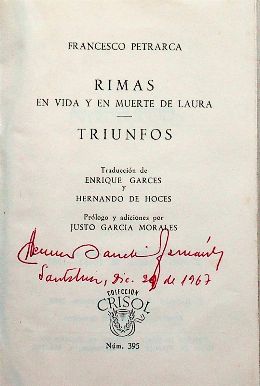 FRANCESCO PETRARCA
RIMAS
EN VIDA Y EN MUERTE DE LAURA
TRIUNFOS
Traducción de
ENRIQUE GARCES
Y
HERNANDO DE HOCES
Prólogo y adiciones por
JUSTO GARCIA MORALES
Dic. de 1967
COLECCION
CRISOL
Núm. 395